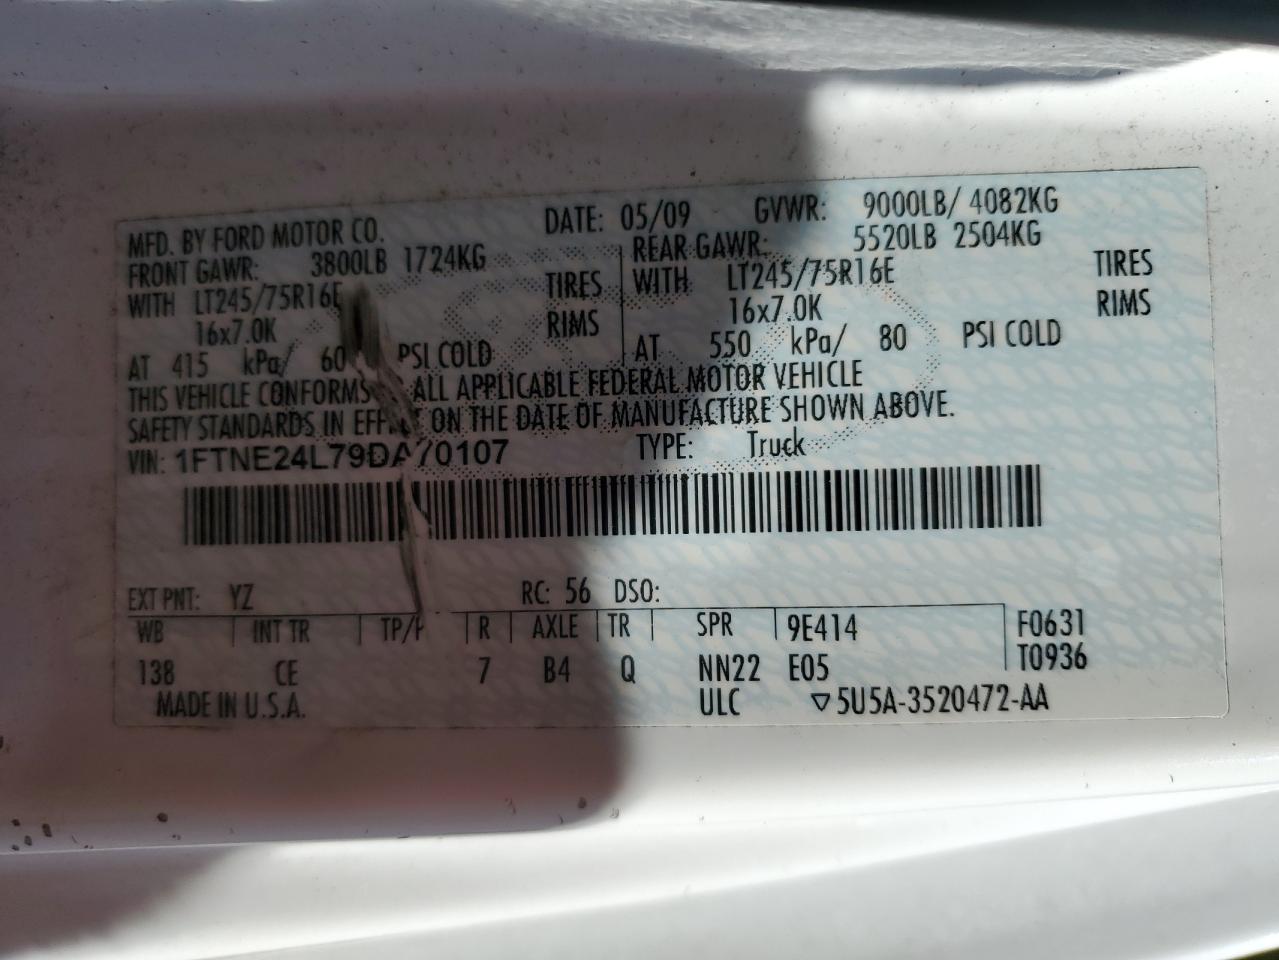 MFD. BY FORD MOTOR CO. DATE: 05/09 GVWR: 9000LB/ 4082KG
FRONT GAWR: 3800LB 1724KG REAR GAWR: 5520LB 2504KG
WITH LT245/75R16E TIRES WITH LT245/75R16E TIRES
16x7.0K RIMS 16x7.0K RIMS
AT 415 kPa/ 60 PSI COLD AT 550 kPa/ 80 PSI COLD
THIS VEHICLE CONFORMS ALL APPLICABLE FEDERAL MOTOR VEHICLE
SAFETY STANDARDS IN ON THE DATE OF MANUFACTURE SHOWN ABOVE.
VIN: TYPE: Truck
EXT PNT: YZ RC: 56 DSO:
WB INT TR R AXLE TR SPR 9E414 F0631
138 CE 7 B4 Q NN22 E05 T0936
MADE IN U.S.A. ULC ▽5U5A-3520472-AA